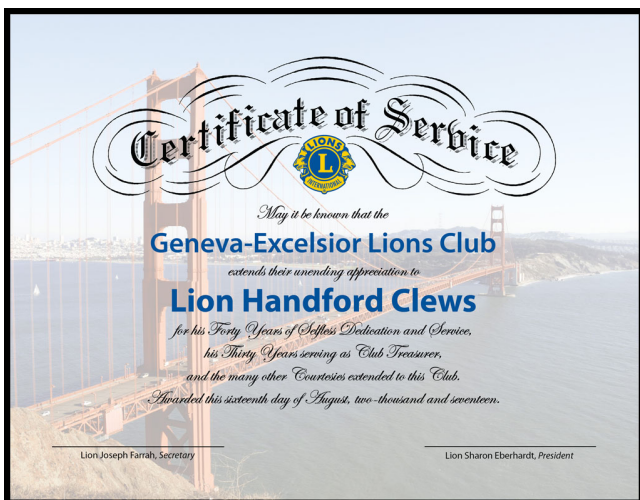 Certificate of Service
LIONS
L
INTERNATIONAL
May it be known that the
Geneva-Excelsior Lions Club
extends their unending appreciation to
Lion Handford Clews
for his Forty Years of Selfless Dedication and Service,
his Thirty Years serving as Club Treasurer,
and the many other Courtesies extended to this Club.
Awarded this sixteenth day of August, two-thousand and seventeen.
Lion Joseph Farrah, Secretary
Lion Sharon Eberhardt, President